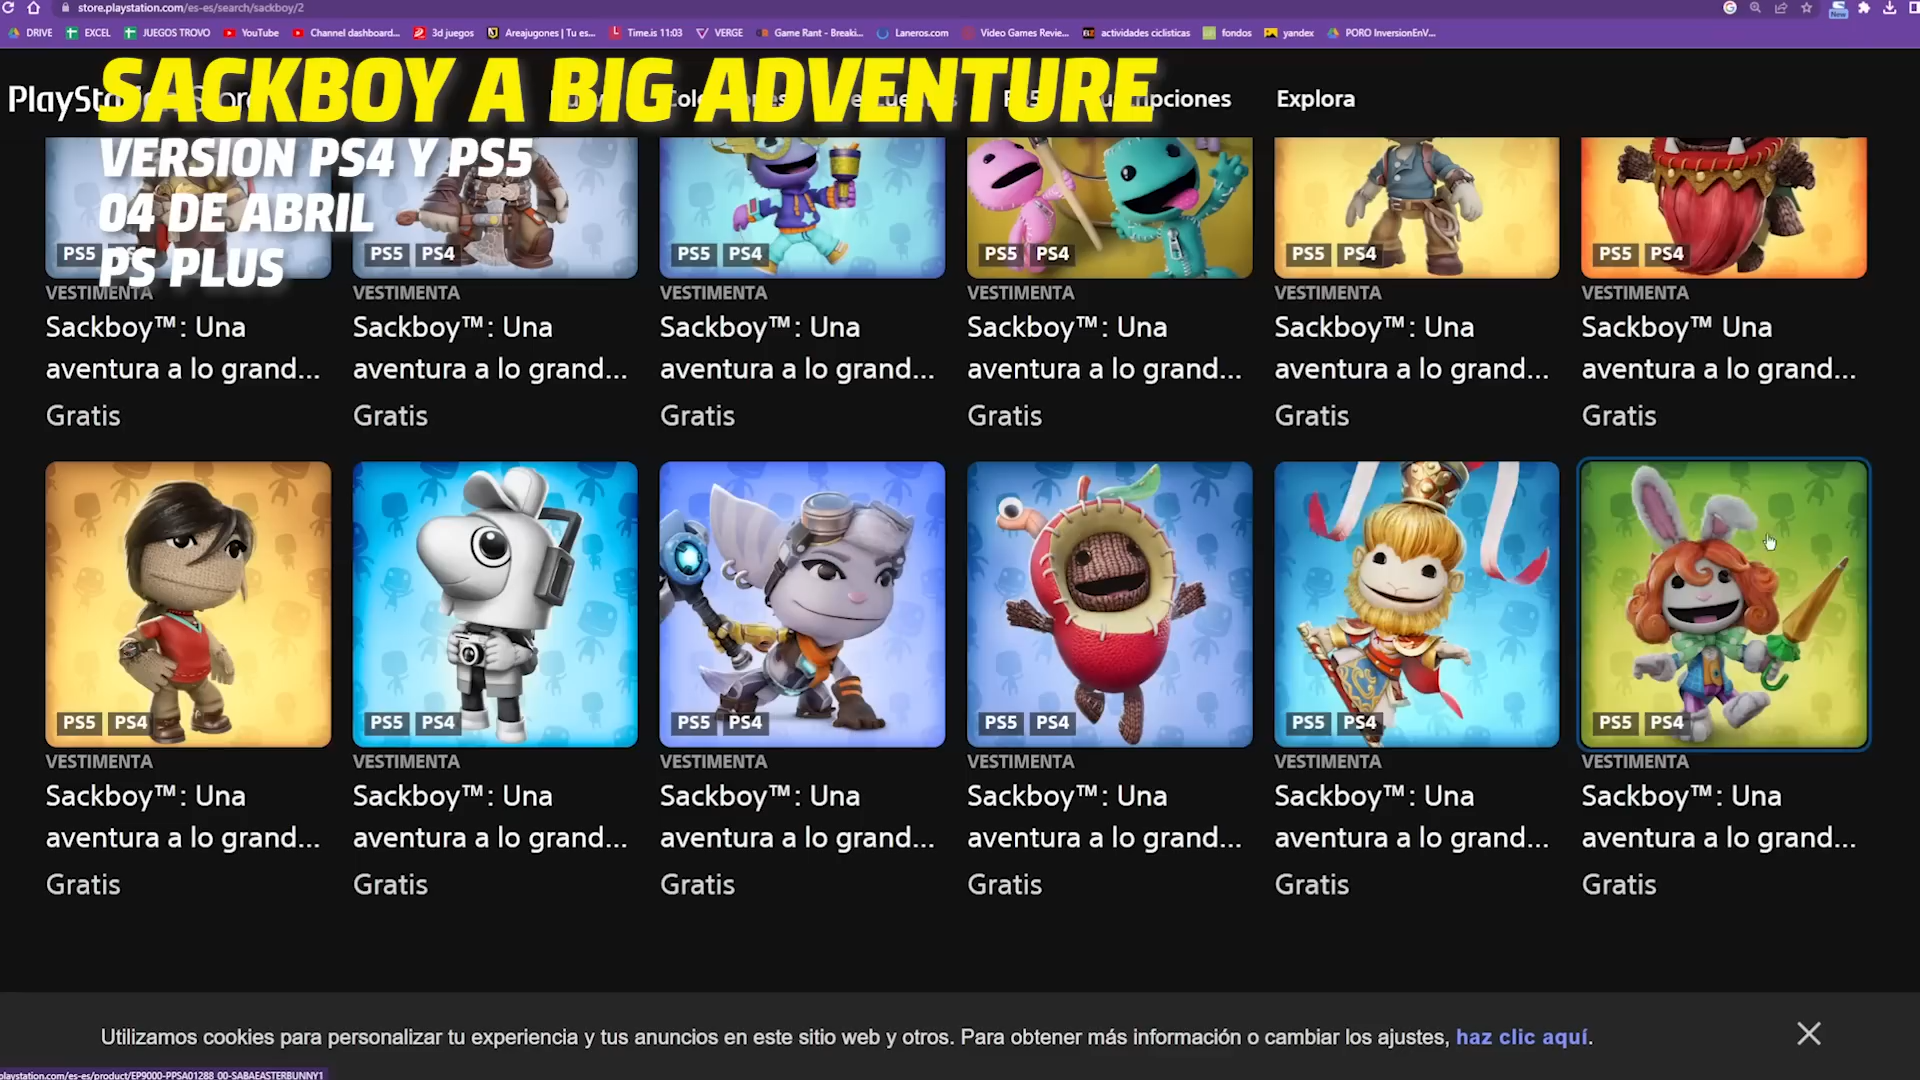 store.playstation.com/es-es/search/sackboy/2
DRIVE EXCEL JUEGOS TROVO YouTube Channel dashboard... 3d juegos Areajugones | Tu es... Time.is 11:03 VERGE Game Rant - Breaki... Laneros.com Video Games Revie... actividades ciclisticas fondos yandex PORO InversionEnV...
SACKBOY A BIG ADVENTURE
Explora
VERSION PS4 Y PS5
04 DE ABRIL
PS PLUS
PS5
PS5 PS4
PS5 PS4
PS5 PS4
PS5 PS4
PS5 PS4
VESTIMENTA VESTIMENTA VESTIMENTA VESTIMENTA VESTIMENTA VESTIMENTA
Sackboy™: Una Sackboy™: Una Sackboy™: Una Sackboy™: Una Sackboy™: Una Sackboy™ Una
aventura a lo grand... aventura a lo grand... aventura a lo grand... aventura a lo grand... aventura a lo grand... aventura a lo grand...
Gratis Gratis Gratis Gratis Gratis Gratis
PS5 PS4
PS5 PS4
PS5 PS4
PS5 PS4
PS5 PS4
PS5 PS4
VESTIMENTA VESTIMENTA VESTIMENTA VESTIMENTA VESTIMENTA VESTIMENTA
Sackboy™: Una Sackboy™: Una Sackboy™: Una Sackboy™: Una Sackboy™: Una Sackboy™: Una
aventura a lo grand... aventura a lo grand... aventura a lo grand... aventura a lo grand... aventura a lo grand... aventura a lo grand...
Gratis Gratis Gratis Gratis Gratis Gratis
Utilizamos cookies para personalizar tu experiencia y tus anuncios en este sitio web y otros. Para obtener más información o cambiar los ajustes, haz clic aquí.
playstation.com/es-es/product/EP9000-PPSA01288_00-SABAEASTERBUNNY1